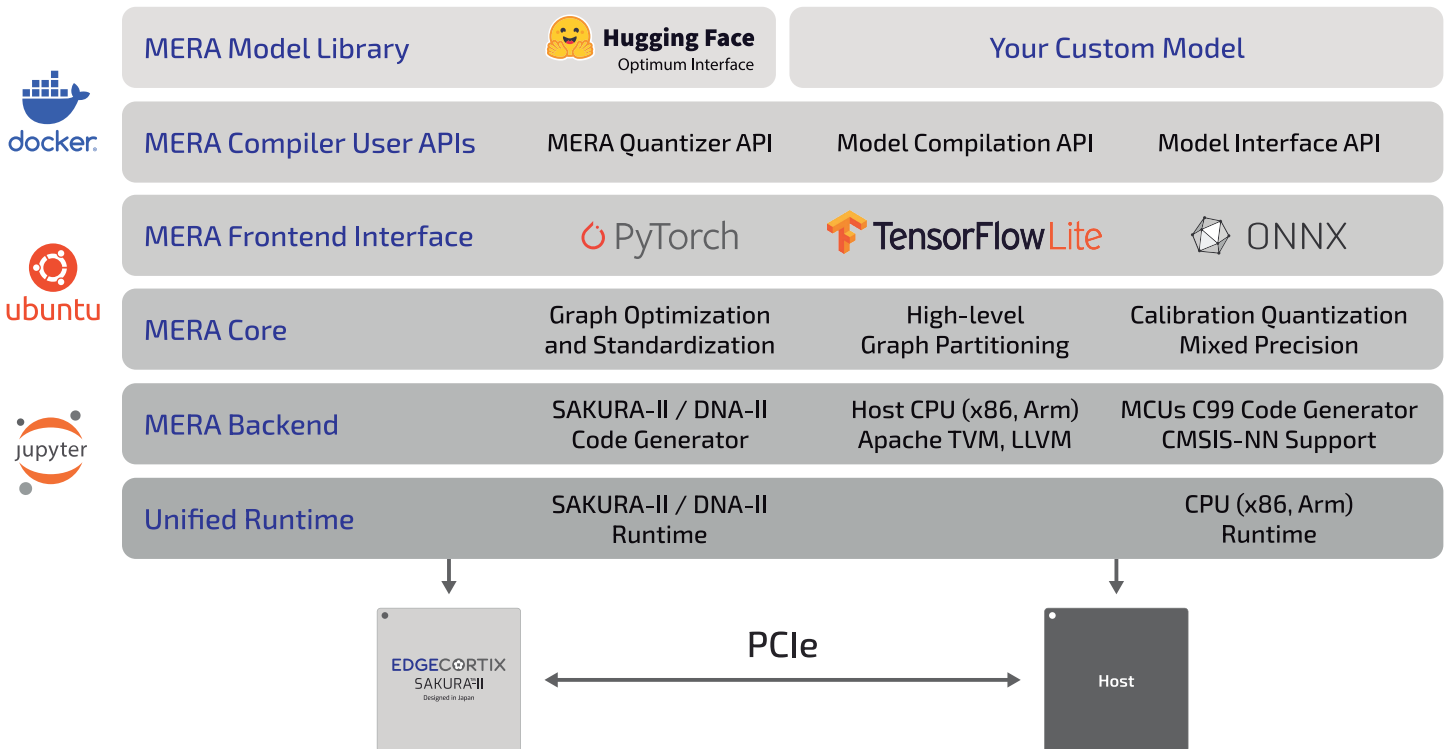 MERA Model Library
Hugging Face
Optimum Interface
Your Custom Model
docker
MERA Compiler User APIs
MERA Quantizer API
Model Compilation API
Model Interface API
MERA Frontend Interface
PyTorch
TensorFlow Lite
ONNX
ubuntu
MERA Core
Graph Optimization
and Standardization
High-level
Graph Partitioning
Calibration Quantization
Mixed Precision
jupyter
MERA Backend
SAKURA-II / DNA-II
Code Generator
Host CPU (x86, Arm)
Apache TVM, LLVM
MCUs C99 Code Generator
CMSIS-NN Support
Unified Runtime
SAKURA-II / DNA-II
Runtime
CPU (x86, Arm)
Runtime
EDGECORTIX
SAKURA-II
Designed in Japan
PCIe
Host